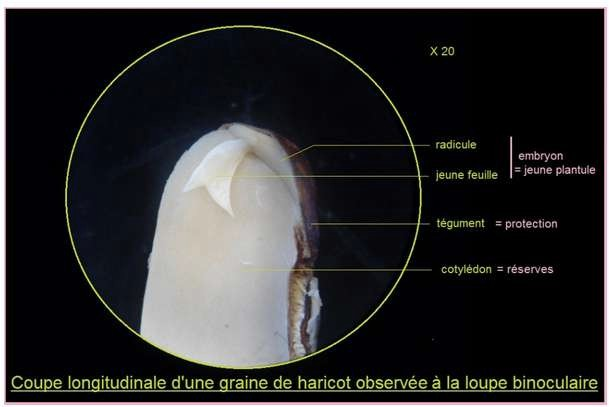 X 20
radicule
embryon
= jeune plantule
jeune feuille
tégument = protection
cotylédon = réserves
Coupe longitudinale d'une graine de haricot observée à la loupe binoculaire